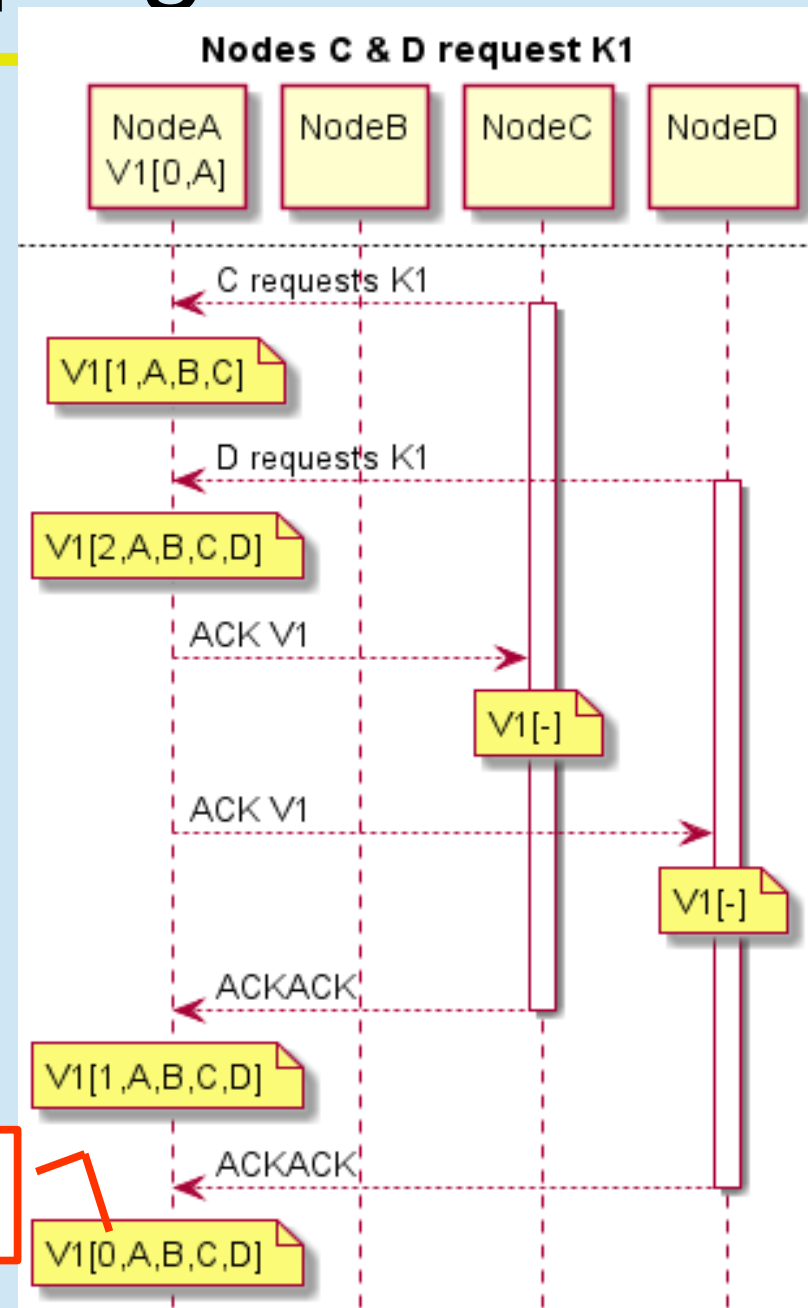 Nodes C & D request K1
NodeA
V1[0,A]
NodeB
NodeC
NodeD
C requests K1
V1[1,A,B,C]
D requests K1
V1[2,A,B,C,D]
ACK V1
V1[-]
ACK V1
V1[-]
ACKACK
V1[1,A,B,C,D]
ACKACK
V1[0,A,B,C,D]